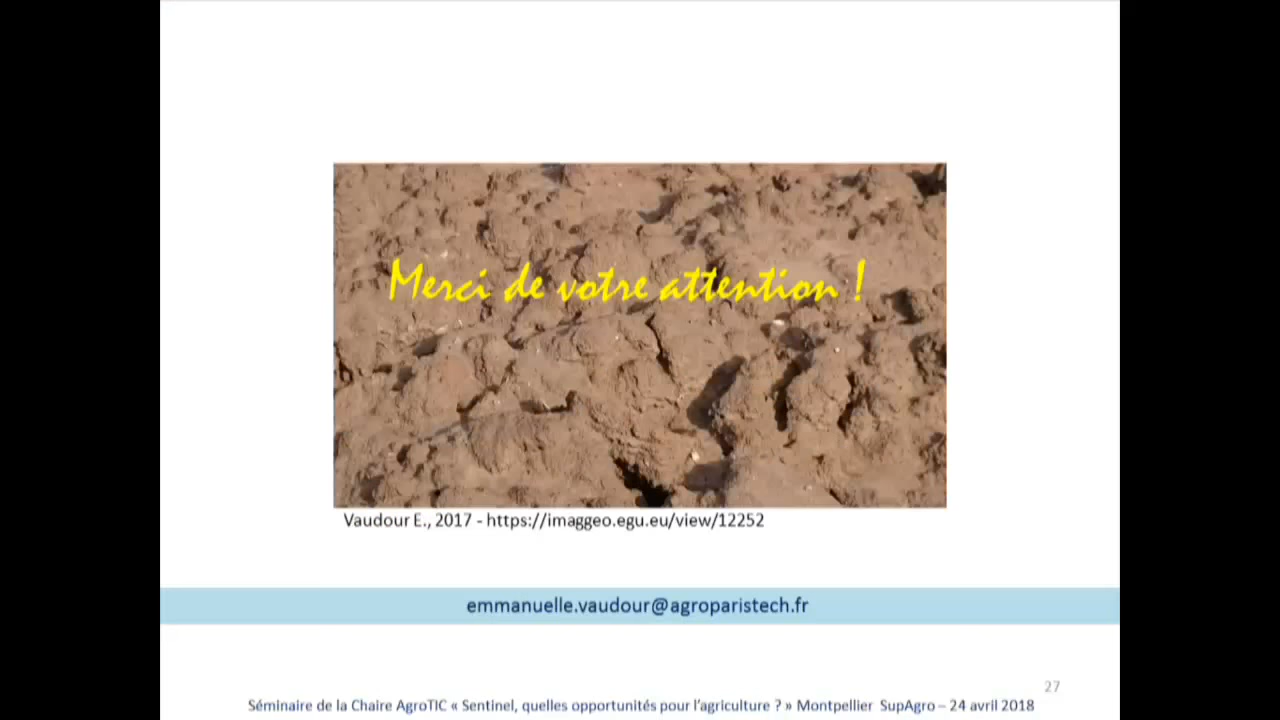 Merci de votre attention !
Vaudour E., 2017 - https://imaggeo.egu.eu/view/12252
emmanuelle.vaudour@agroparistech.fr
27
Séminaire de la Chaire AgroTIC « Sentinel, quelles opportunités pour l'agriculture ? » Montpellier SupAgro – 24 avril 2018